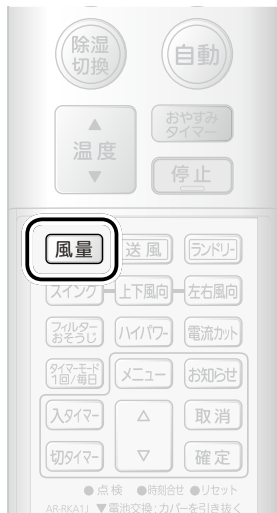 除湿
切換
自動
温度
おやすみ
タイマー
停止
風量
送風
ランドリー
スイング
上下風向
左右風向
フィルター
おそうじ
ハイパワー
電流カット
タイマーモード
1回/毎日
メニュー
お知らせ
入タイマー
取消
切タイマー
確定
●点検 ●時刻合せ ●リセット
AR-RKA1J ▼電池交換:カバーを引き抜く